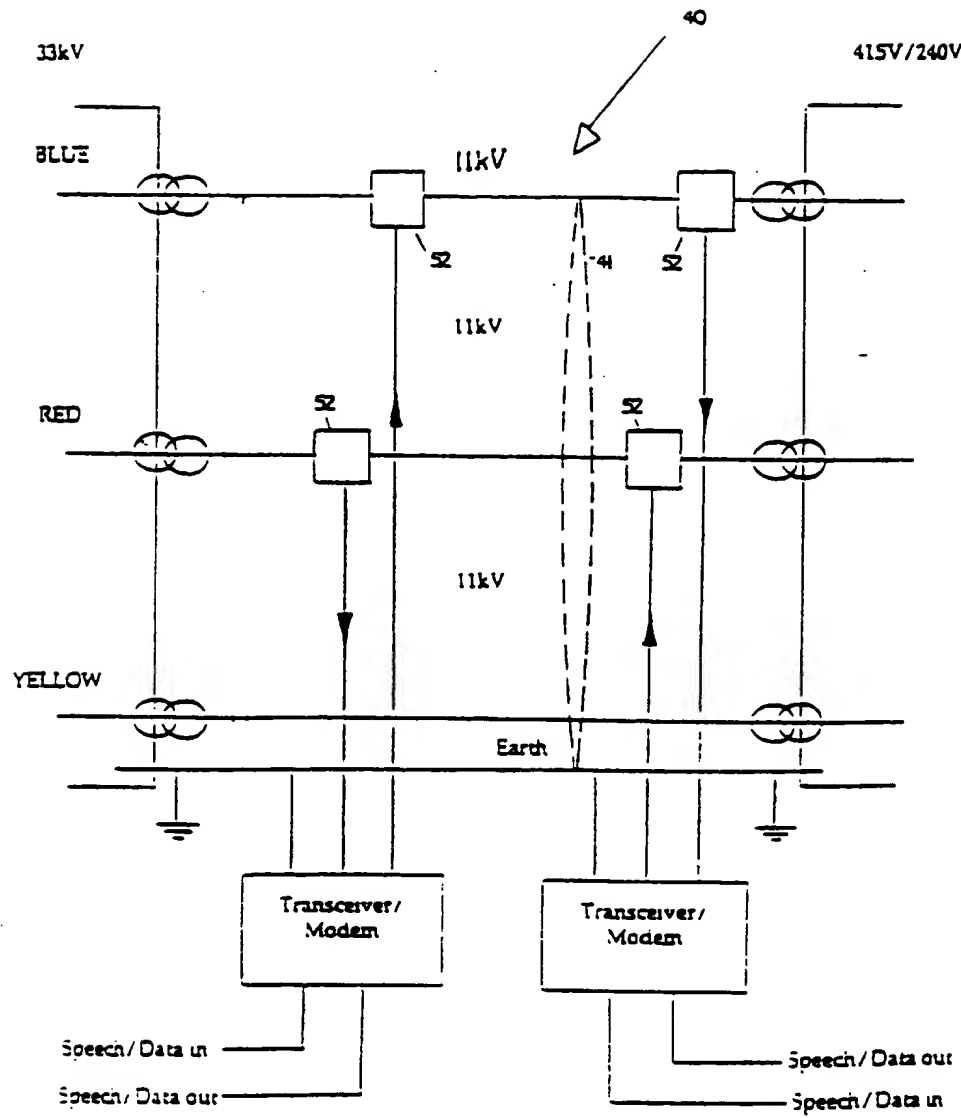 40
33kV
415V/240V
BLUE
11kV
52
41
52
11kV
RED
52
52
11kV
YELLOW
Earth
Transceiver/
Modem
Transceiver/
Modem
Speech/Data in
Speech/Data out
Speech/Data out
Speech/Data in